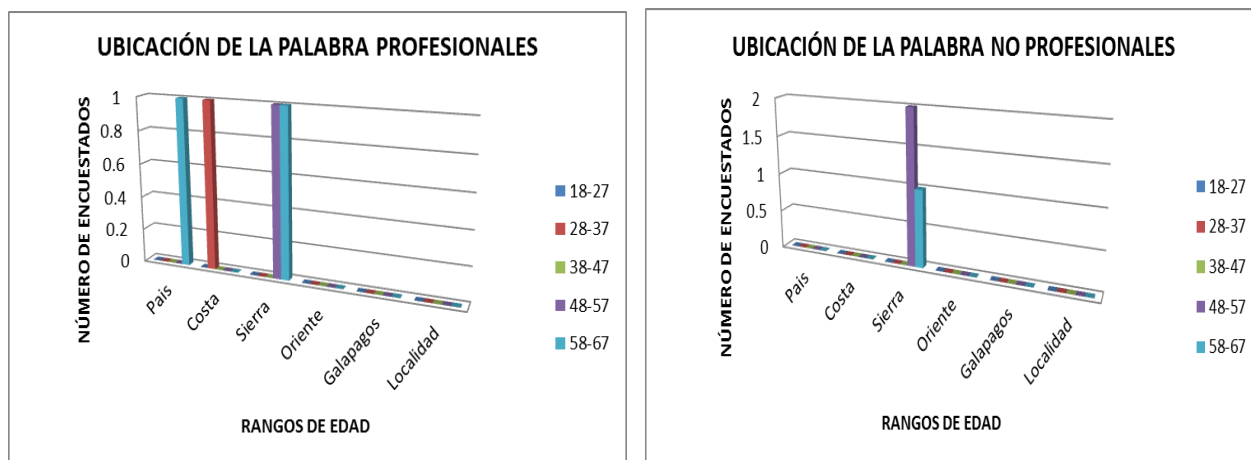 UBICACIÓN DE LA PALABRA PROFESIONALES
NÚMERO DE ENCUESTADOS
1
0.8
0.6
0.4
0.2
0
País
Costa
Sierra
Oriente
Galapagos
Localidad
RANGOS DE EDAD
18-27
28-37
38-47
48-57
58-67
UBICACIÓN DE LA PALABRA NO PROFESIONALES
NÚMERO DE ENCUESTADOS
2
1.5
1
0.5
0
País
Costa
Sierra
Oriente
Galapagos
Localidad
RANGOS DE EDAD
18-27
28-37
38-47
48-57
58-67